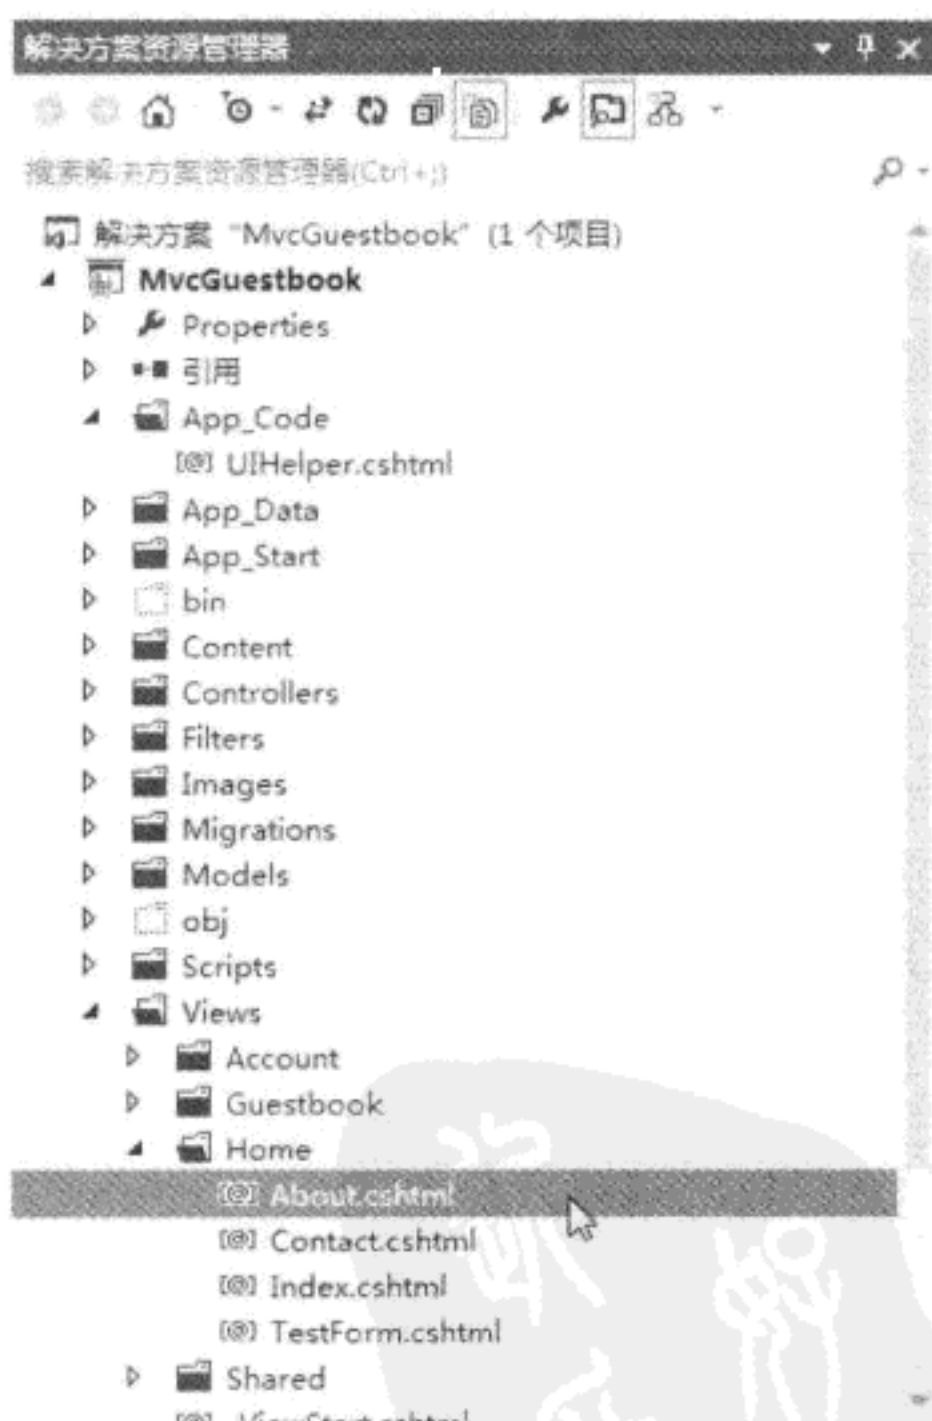 解决方案资源管理器
搜索解决方案资源管理器(Ctrl+;)
解决方案 "MvcGuestbook" (1 个项目)
MvcGuestbook
Properties
引用
App_Code
UIHelper.cshtml
App_Data
App_Start
bin
Content
Controllers
Filters
Images
Migrations
Models
obj
Scripts
Views
Account
Guestbook
Home
About.cshtml
Contact.cshtml
Index.cshtml
TestForm.cshtml
Shared
_ViewStart.cshtml